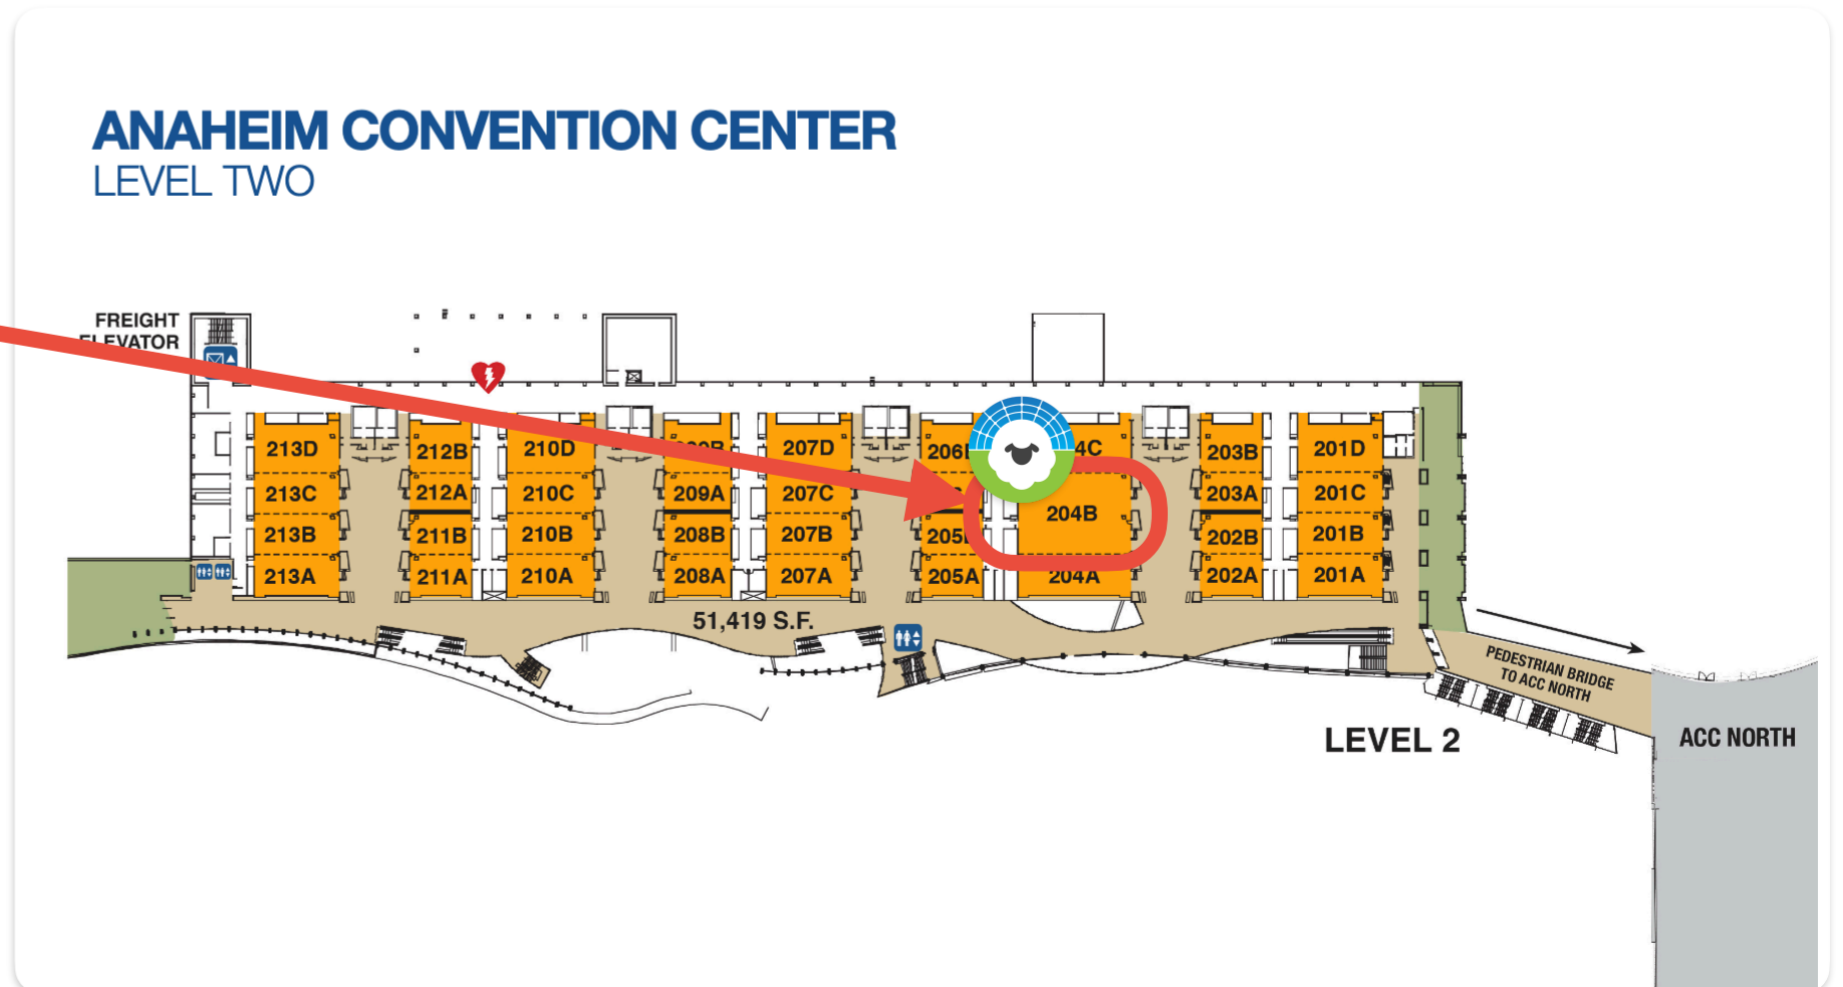 ANAHEIM CONVENTION CENTER
LEVEL TWO
FREIGHT
ELEVATOR
213D
212B
210D
207D
203B
201D
213C
212A
210C
209A
207C
203A
201C
204B
213B
211B
210B
208B
207B
202B
201B
213A
211A
210A
208A
207A
205A
204A
202A
201A
51,419 S.F.
PEDESTRIAN BRIDGE
TO ACC NORTH
LEVEL 2
ACC NORTH